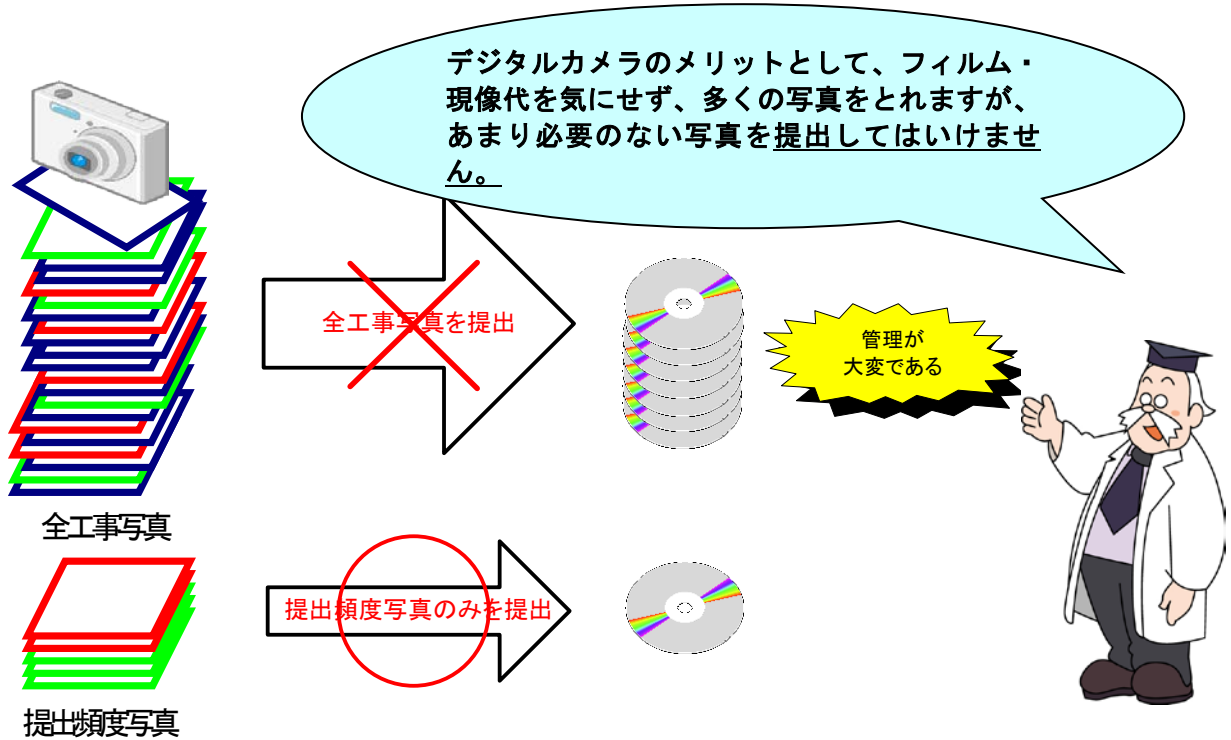 デジタルカメラのメリットとして、フィルム・
現像代を気にせず、多くの写真をとれますが、
あまり必要のない写真を提出してはいけませ
ん。
全工事写真を提出
管理が
大変である
全工事写真
提出頻度写真のみを提出
提出頻度写真